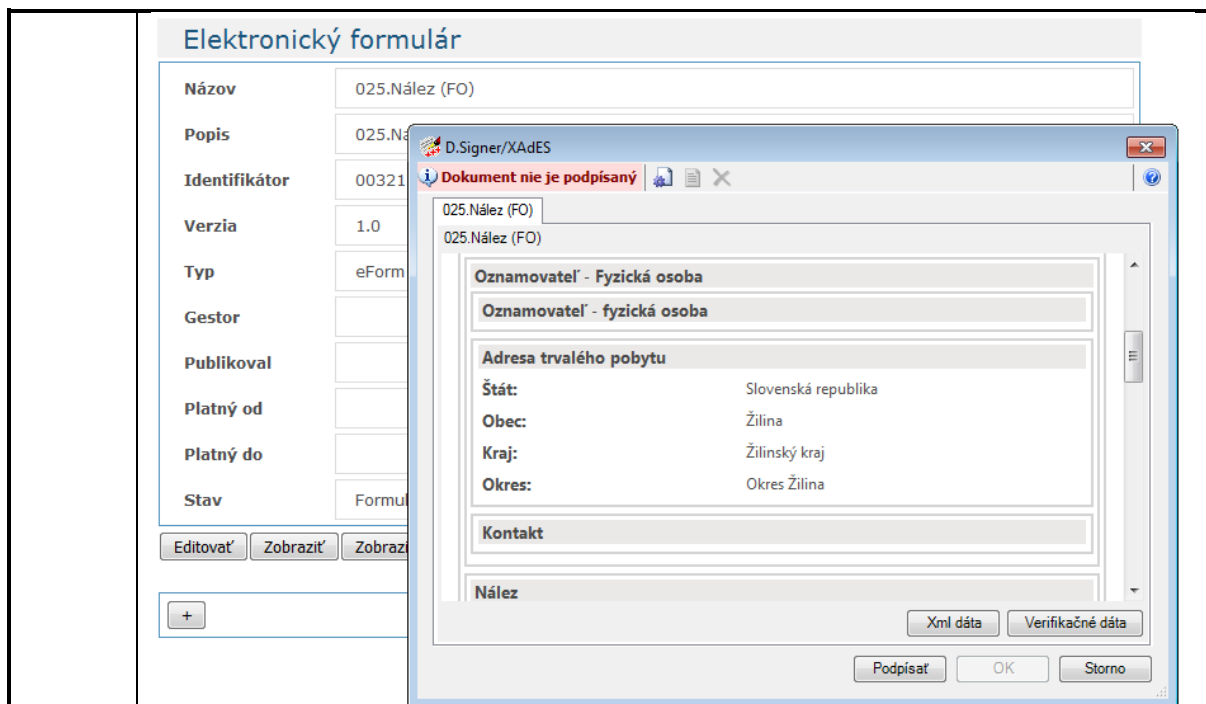 Elektronický formulár
Názov 025.Nález (FO)
Popis 025.Ná
Identifikátor 00321
Verzia 1.0
Typ eForm
Gestor
Publikoval
Platný od
Platný do
Stav Formul
Editovať Zobraziť Zobrazi
+
D.Signer/XAdES
Dokument nie je podpísaný
025.Nález (FO)
025.Nález (FO)
Oznamovateľ - Fyzická osoba
Oznamovateľ - fyzická osoba
Adresa trvalého pobytu
Štát: Slovenská republika
Obec: Žilina
Kraj: Žilinský kraj
Okres: Okres Žilina
Kontakt
Nález
Xml dáta Verifikačné dáta
Podpísať OK Storno